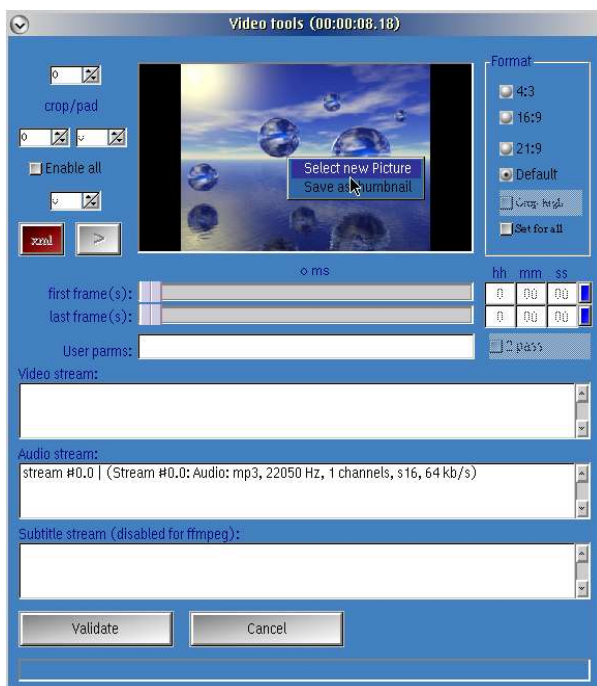 Video tools (00:00:08.18)
0
crop/pad
0
Enable all
xml
>
Select new Picture
Save as thumbnail
Format
4:3
16:9
21:9
Default
Set for all
0 ms
hh mm ss
first frame(s):
0 00 00
last frame(s):
0 00 00
User parms:
2 pass
Video stream:
Audio stream:
stream #0.0 | (Stream #0.0: Audio: mp3, 22050 Hz, 1 channels, s16, 64 kb/s)
Subtitle stream (disabled for ffmpeg):
Validate
Cancel